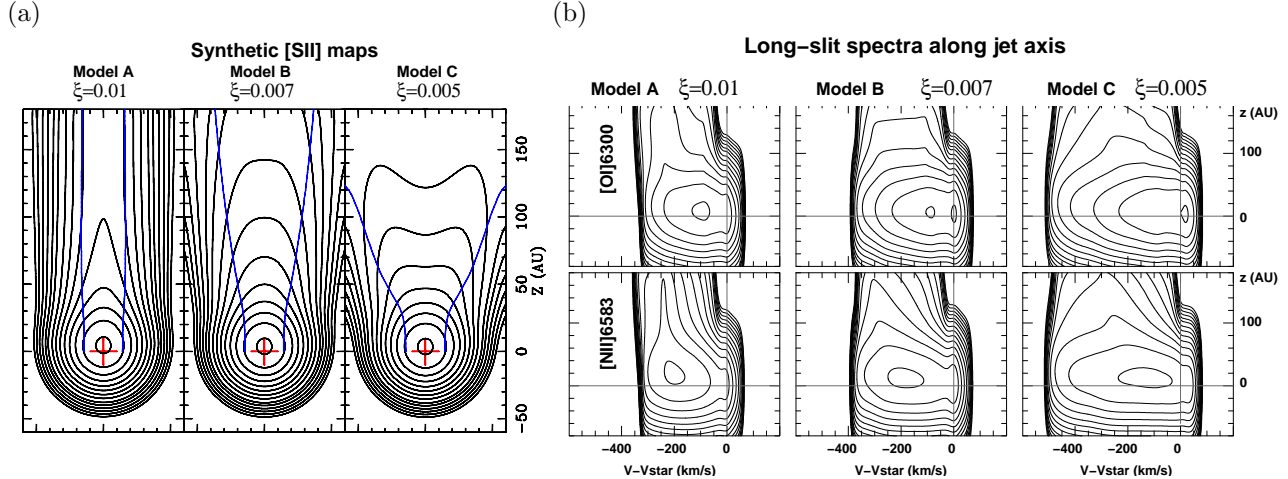 (a)
Synthetic [SII] maps
Model A
ξ=0.01
Model B
ξ=0.007
Model C
ξ=0.005
150
100
50
0
−50
Z (AU)
(b)
Long−slit spectra along jet axis
Model A ξ=0.01
Model B ξ=0.007
Model C ξ=0.005
z (AU)
[OI]6300
100
0
z (AU)
[NII]6583
100
0
−400 −200 0
−400 −200 0
−400 −200 0
V−Vstar (km/s)
V−Vstar (km/s)
V−Vstar (km/s)